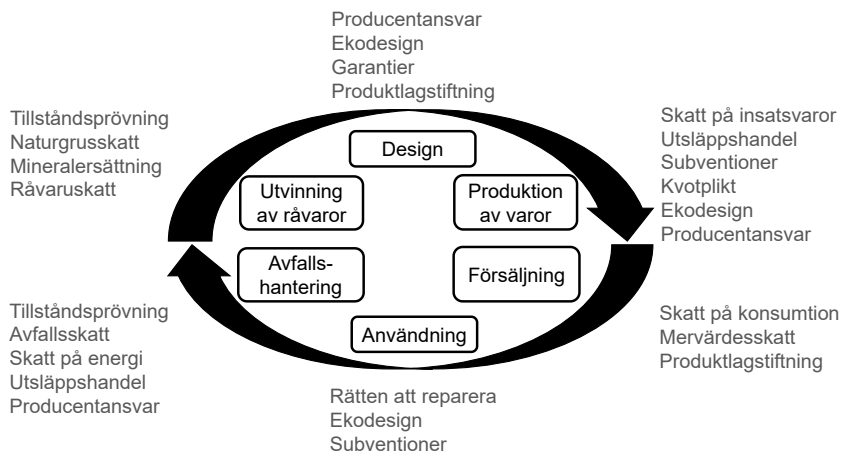 Producentansvar
Ekodesign
Garantier
Produktlagstiftning
Tillståndsprövning
Naturgrusskatt
Mineralersättning
Råvaruskatt
Skatt på insatsvaror
Utsläppshandel
Subventioner
Kvotplikt
Ekodesign
Producentansvar
Design
Utvinning
av råvaror
Produktion
av varor
Avfalls-
hantering
Försäljning
Användning
Tillståndsprövning
Avfallsskatt
Skatt på energi
Utsläppshandel
Producentansvar
Skatt på konsumtion
Mervärdesskatt
Produktlagstiftning
Rätten att reparera
Ekodesign
Subventioner